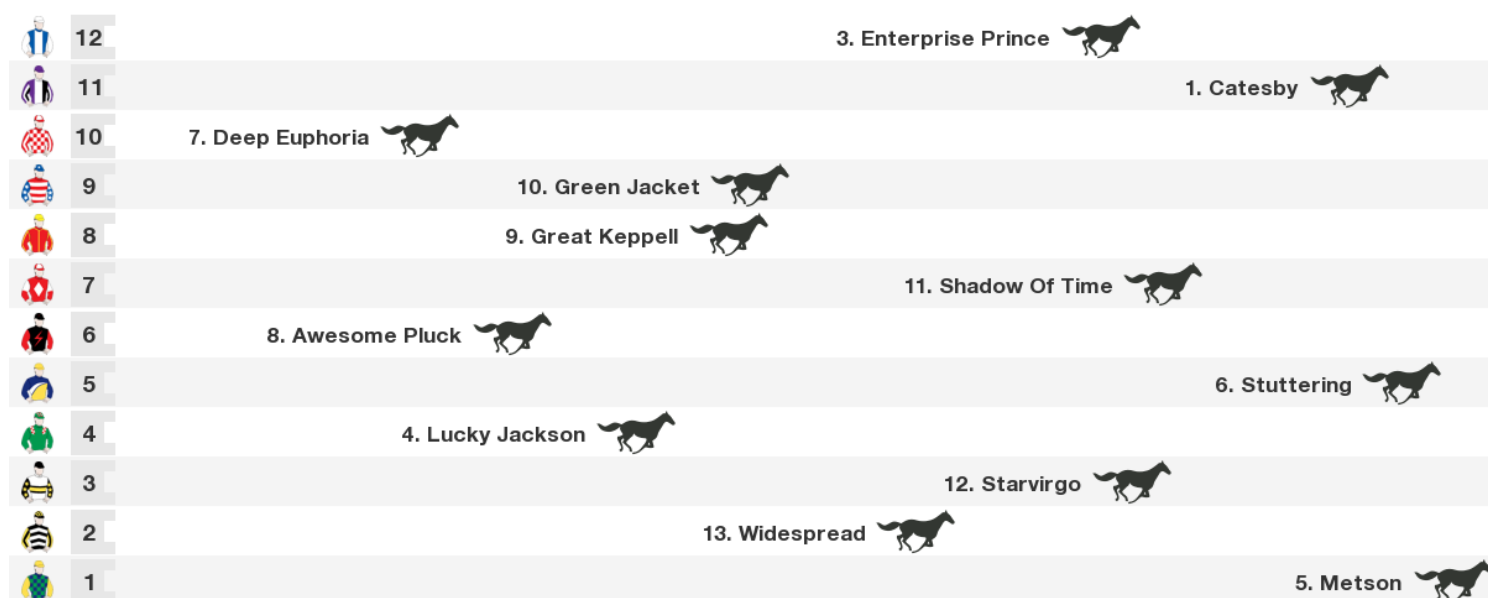 12 3. Enterprise Prince
11 1. Catesby
10 7. Deep Euphoria
9 10. Green Jacket
8 9. Great Keppell
7 11. Shadow Of Time
6 8. Awesome Pluck
5 6. Stuttering
4 4. Lucky Jackson
3 12. Starvirgo
2 13. Widespread
1 5. Metson